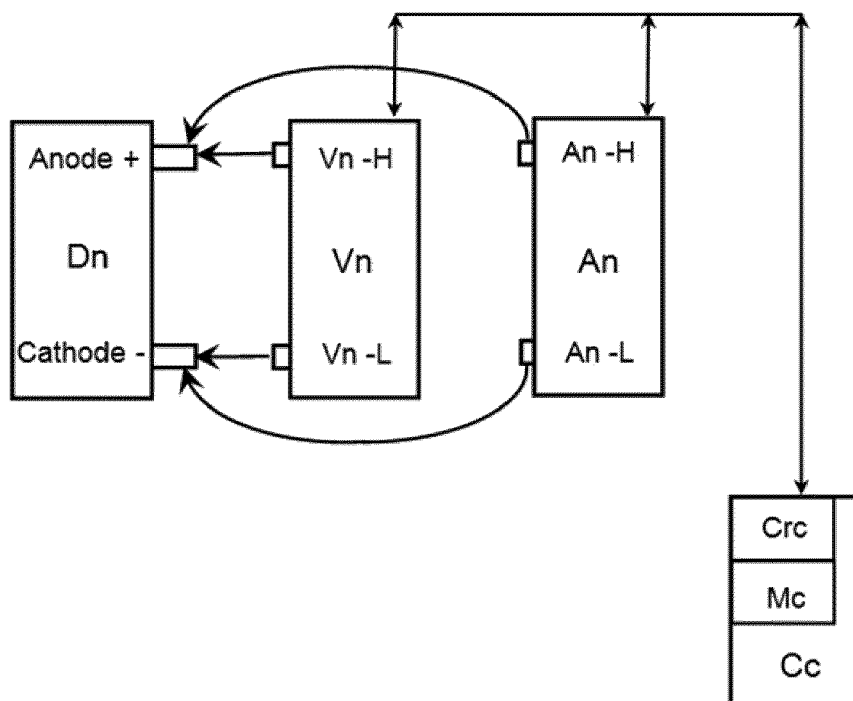 Anode +
Vn -H
An -H
Dn
Vn
An
Cathode -
Vn -L
An -L
Crc
Mc
Cc